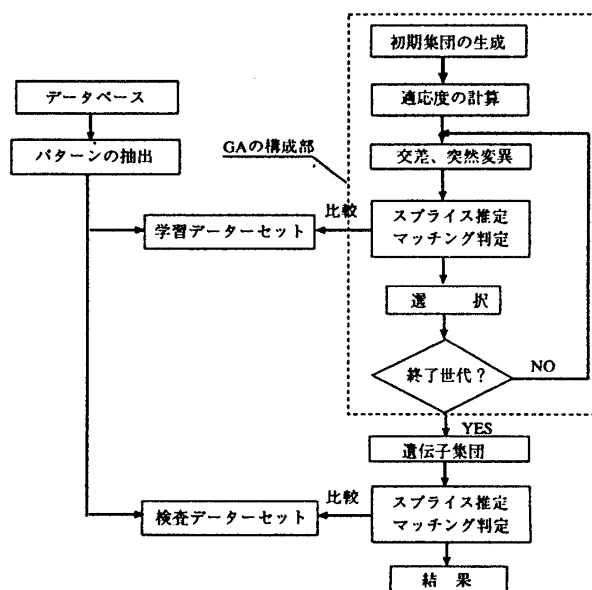 初期集団の生成
データベース
適応度の計算
パターンの抽出
GAの構成部
交差、突然変異
比較
学習データーセット
スプライス推定
マッチング判定
選 択
終了世代？
NO
YES
遺伝子集団
比較
検査データーセット
スプライス推定
マッチング判定
結 果